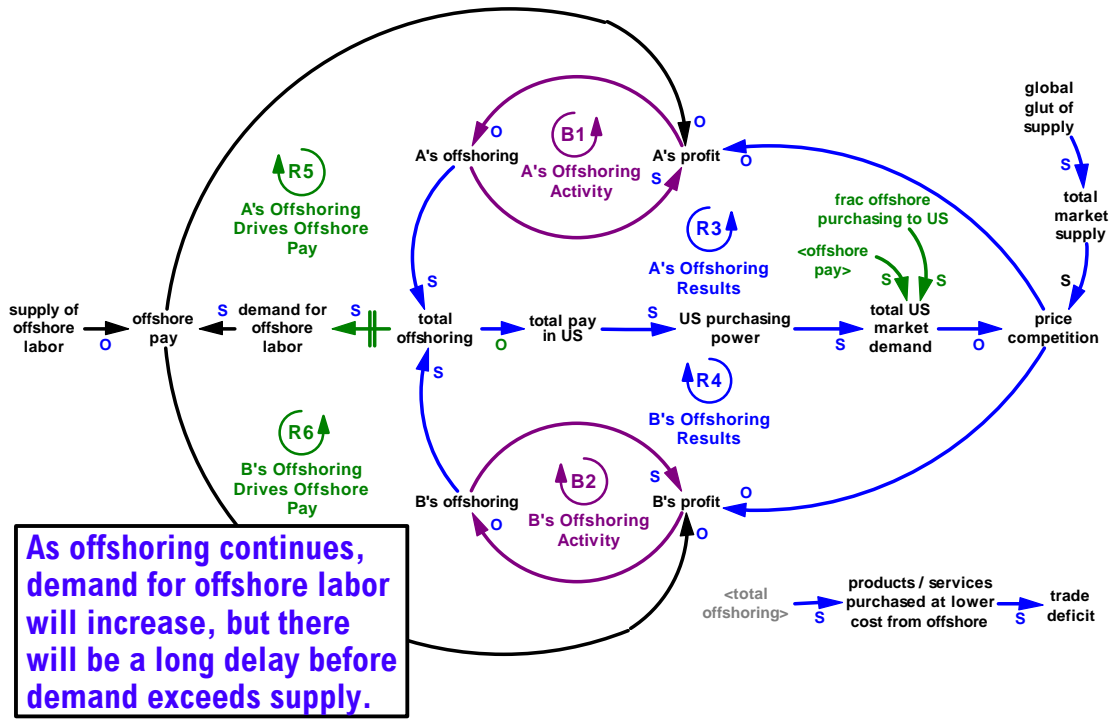 global
glut of
supply
O
O
B1
A's offshoring
A's profit
O
S
R5
A's Offshoring
Activity
S
A's Offshoring
Drives Offshore
Pay
frac offshore
purchasing to US
total
market
supply
R3
<offshore
pay>
A's Offshoring
Results
S
S
S
S
supply of
offshore
labor
O
offshore
pay
S
demand for
offshore
labor
S
total
offshoring
O
total pay
in US
S
US purchasing
power
S
total US
market
demand
O
price
competition
S
R4
R6
B's Offshoring
Results
B's Offshoring
Drives Offshore
Pay
B2
S
O
B's offshoring
B's profit
O
B's Offshoring
Activity
O
As offshoring continues,
demand for offshore labor
will increase, but there
will be a long delay before
demand exceeds supply.
<total
offshoring>
S
products / services
purchased at lower
cost from offshore
S
trade
deficit